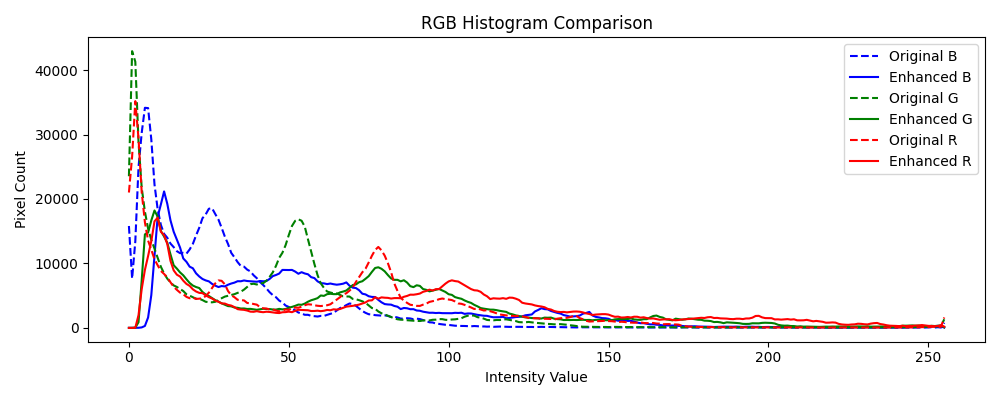 RGB Histogram Comparison
Original B
Enhanced B
Original G
Enhanced G
Original R
Enhanced R
Pixel Count
40000
30000
20000
10000
0
0 50 100 150 200 250
Intensity Value